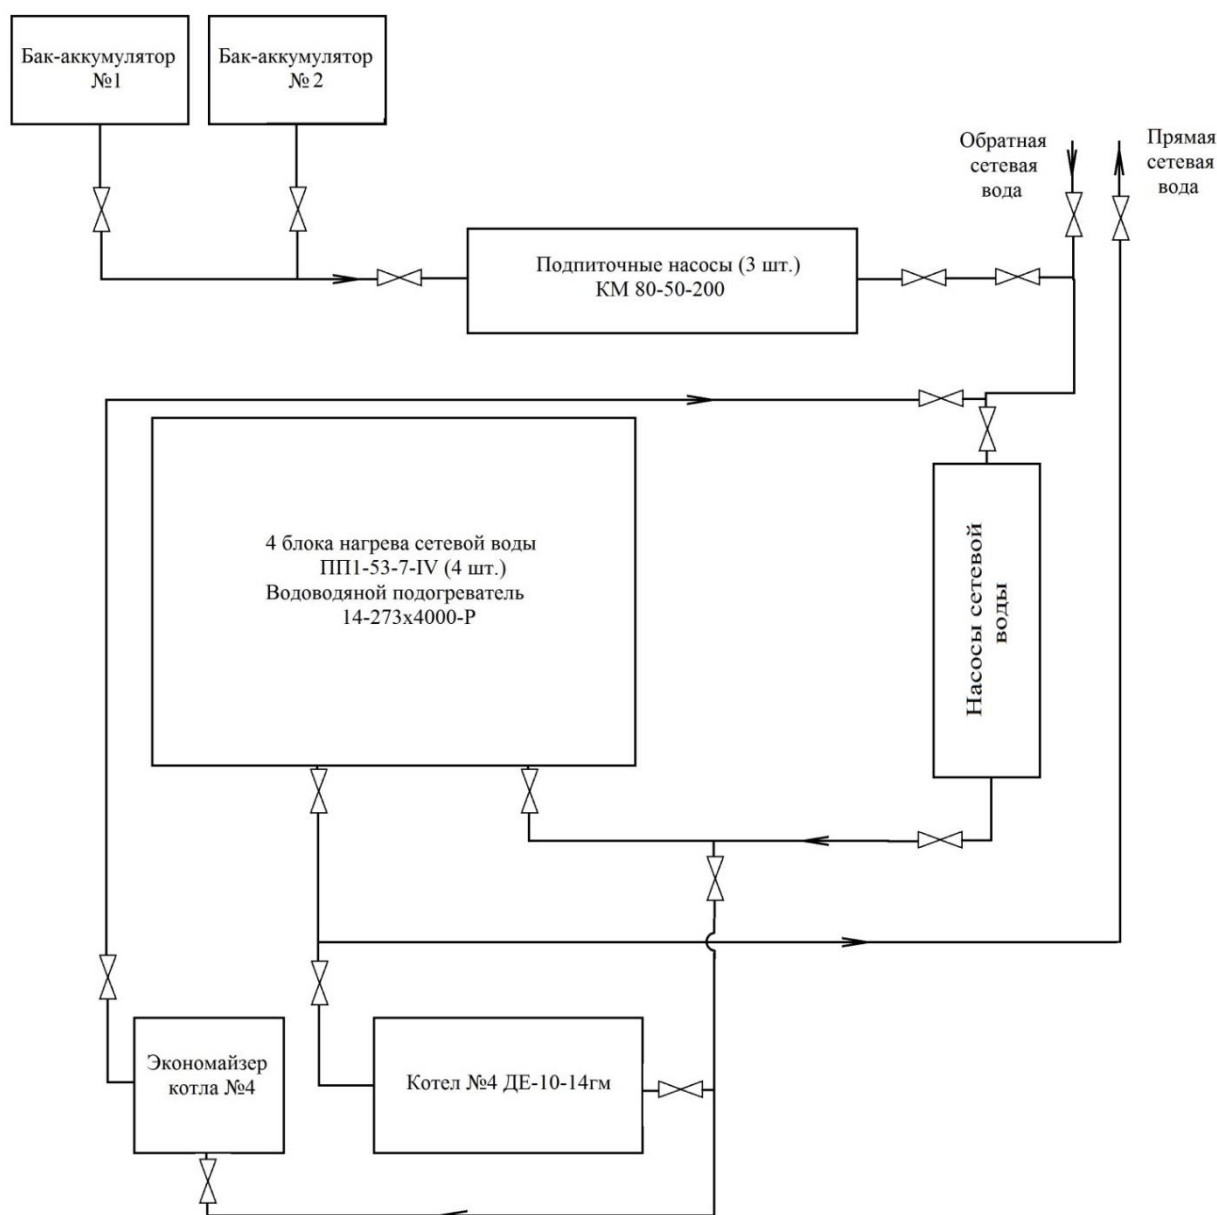 Бак-аккумулятор
№1
Бак-аккумулятор
№ 2
Обратная
сетевая
вода
Прямая
сетевая
вода
Подпиточные насосы (3 шт.)
КМ 80-50-200
4 блока нагрева сетевой воды
ПП1-53-7-IV (4 шт.)
Водоводяной подогреватель
14-273х4000-Р
Насосы сетевой
воды
Экономайзер
котла №4
Котел №4 ДЕ-10-14гм